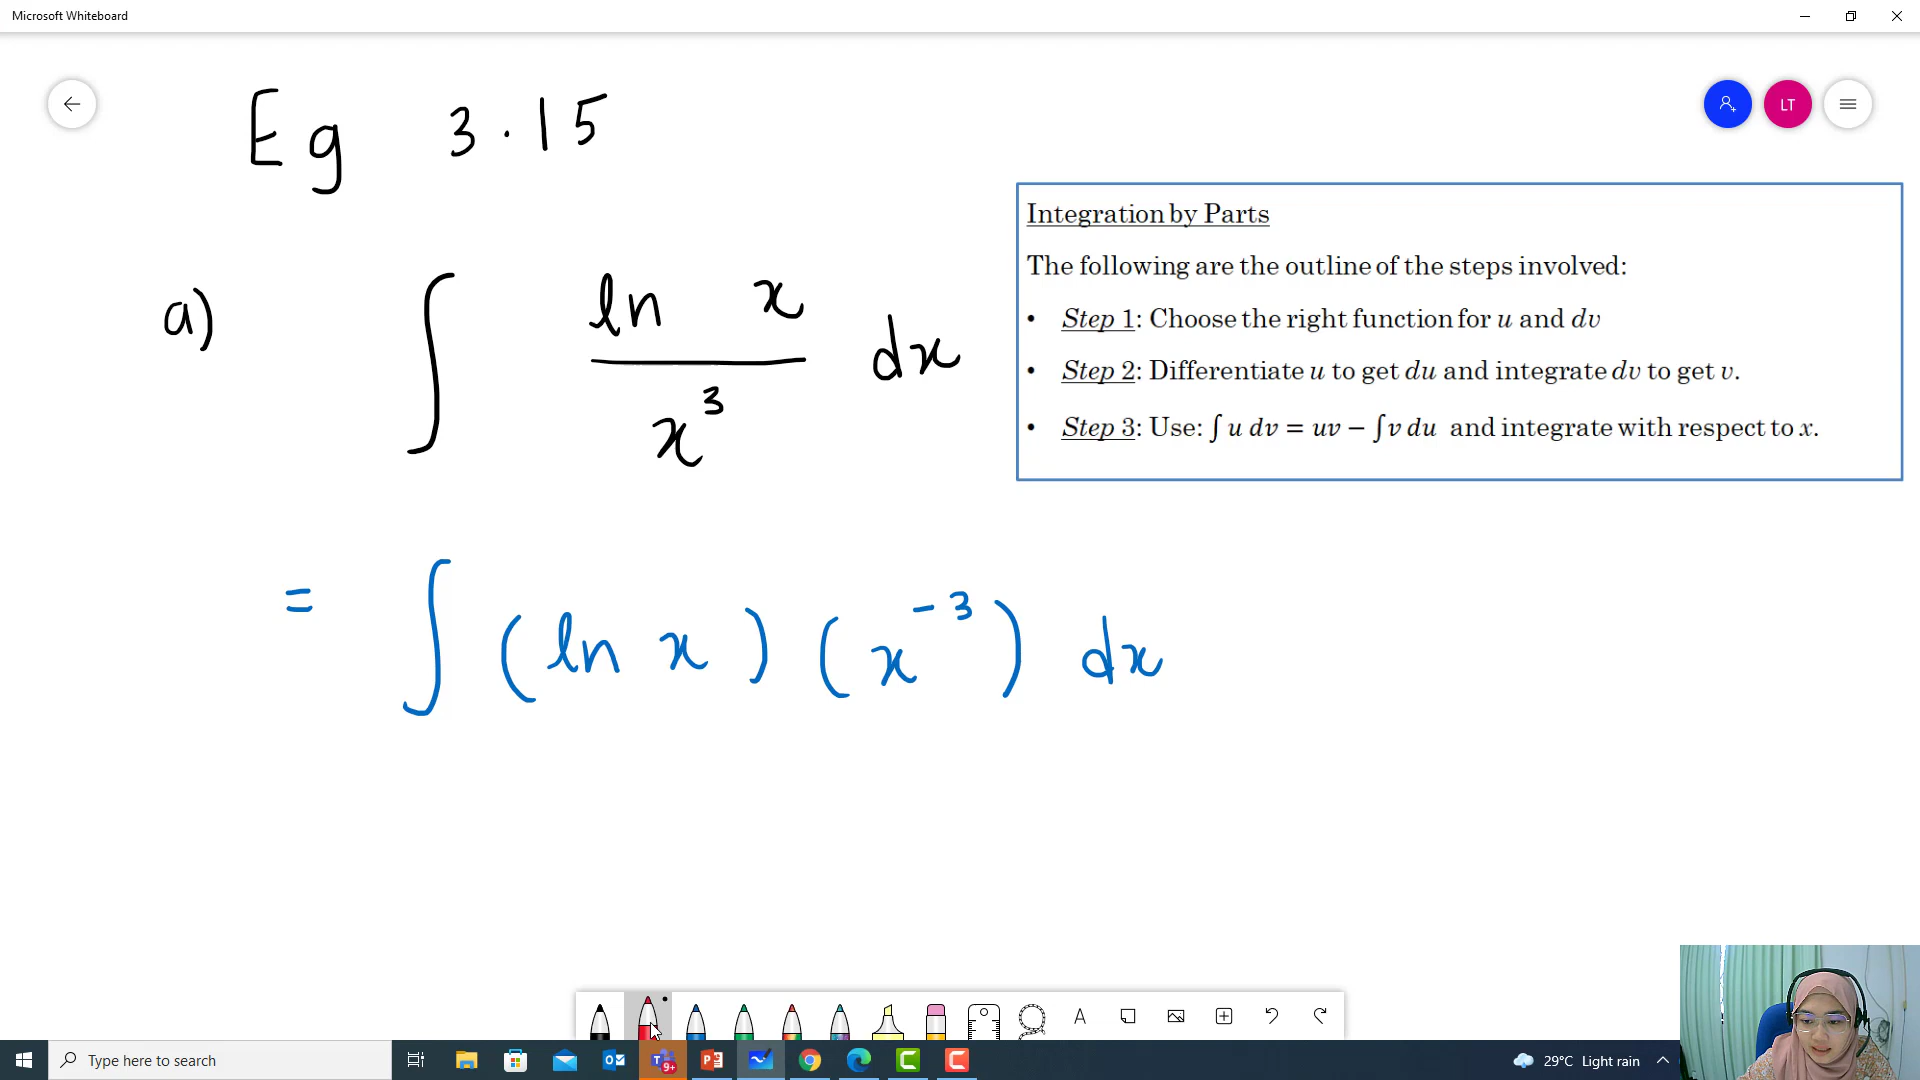 Microsoft Whiteboard
Eg 3.15
LT
Integration by Parts
The following are the outline of the steps involved:
• Step 1: Choose the right function for u and dv
• Step 2: Differentiate u to get du and integrate dv to get v.
• Step 3: Use: ∫ u dv = uv − ∫ v du and integrate with respect to x.
a) ∫ ln x / x³ dx
= ∫ (ln x) (x⁻³) dx
A
Type here to search
9+
29°C Light rain